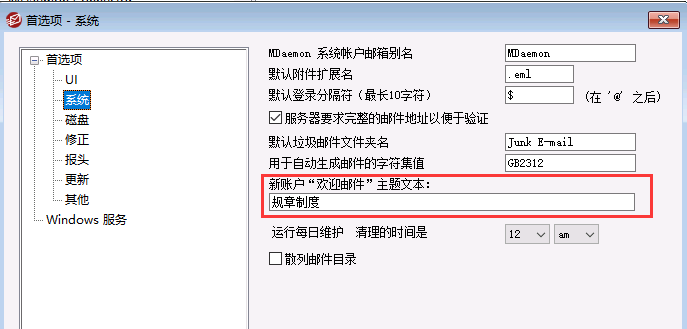 首选项 - 系统
首选项
UI
系统
磁盘
修正
报头
更新
其他
Windows 服务
MDaemon 系统帐户邮箱别名 MDaemon
默认附件扩展名 .eml
默认登录分隔符（最长10字符） $ (在 '@' 之后)
服务器要求完整的邮件地址以便于验证
默认垃圾邮件文件夹名 Junk E-mail
用于自动生成邮件的字符集值 GB2312
新账户“欢迎邮件”主题文本:
规章制度
运行每日维护 清理的时间是 12 am
散列邮件目录